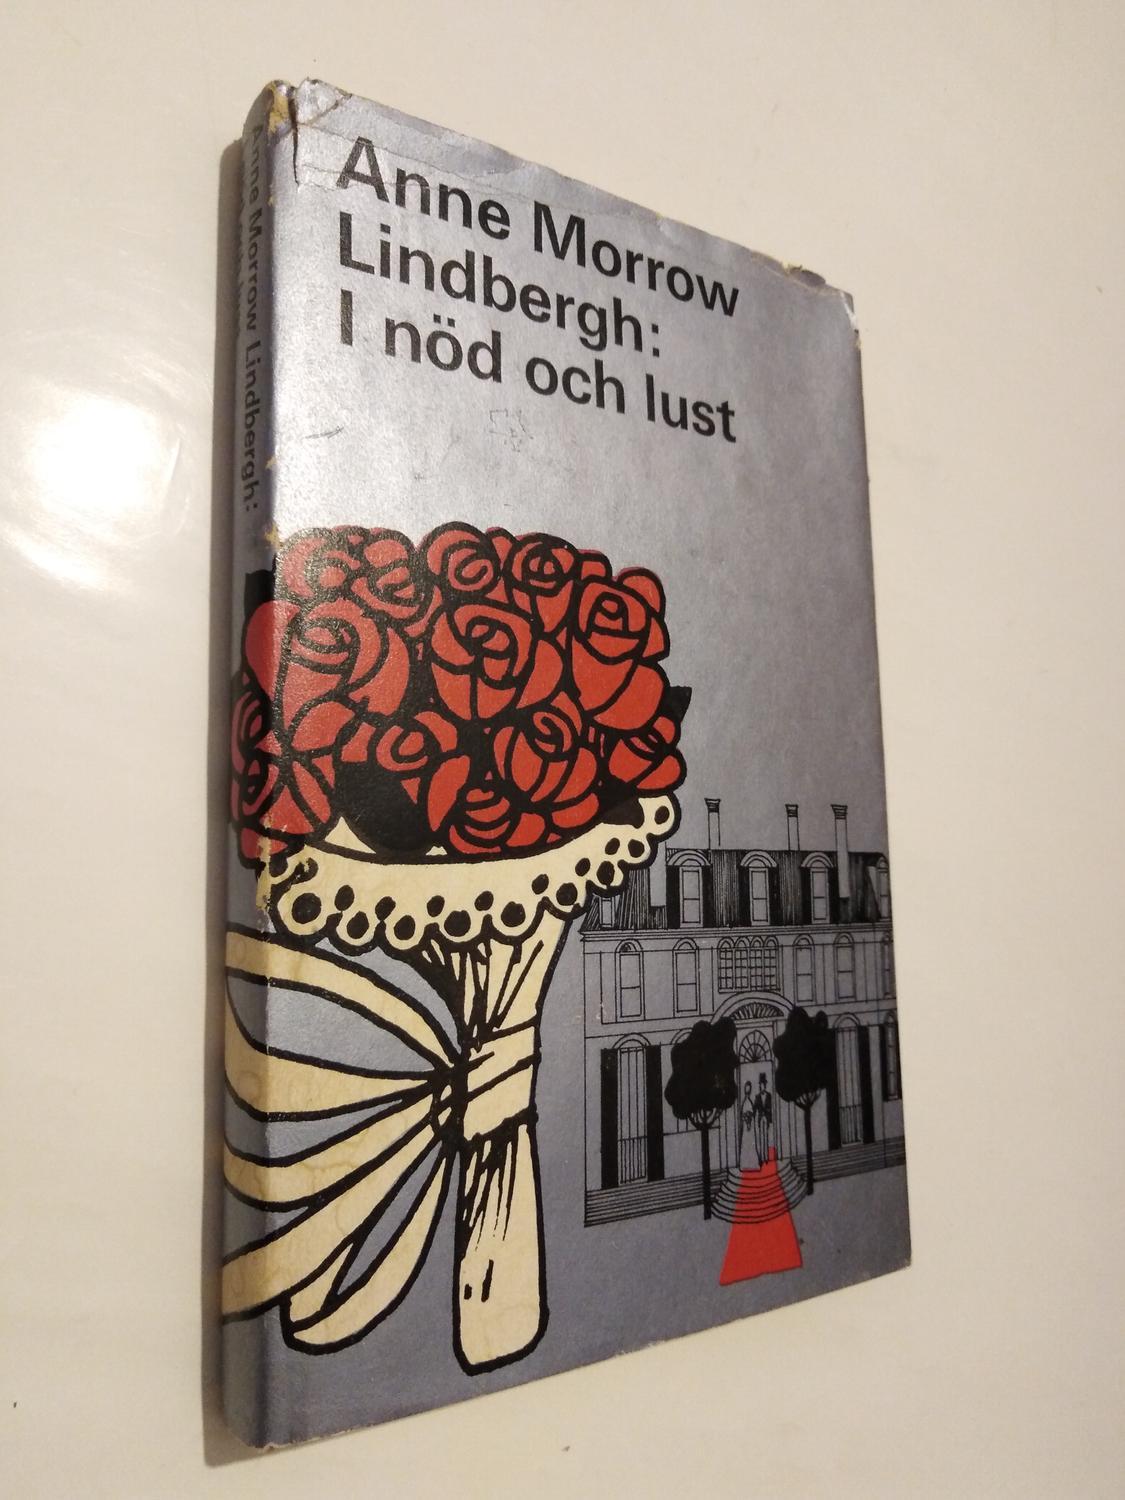 Anne Morrow
Lindbergh:
I nöd och lust
Anne Morrow Lindbergh: